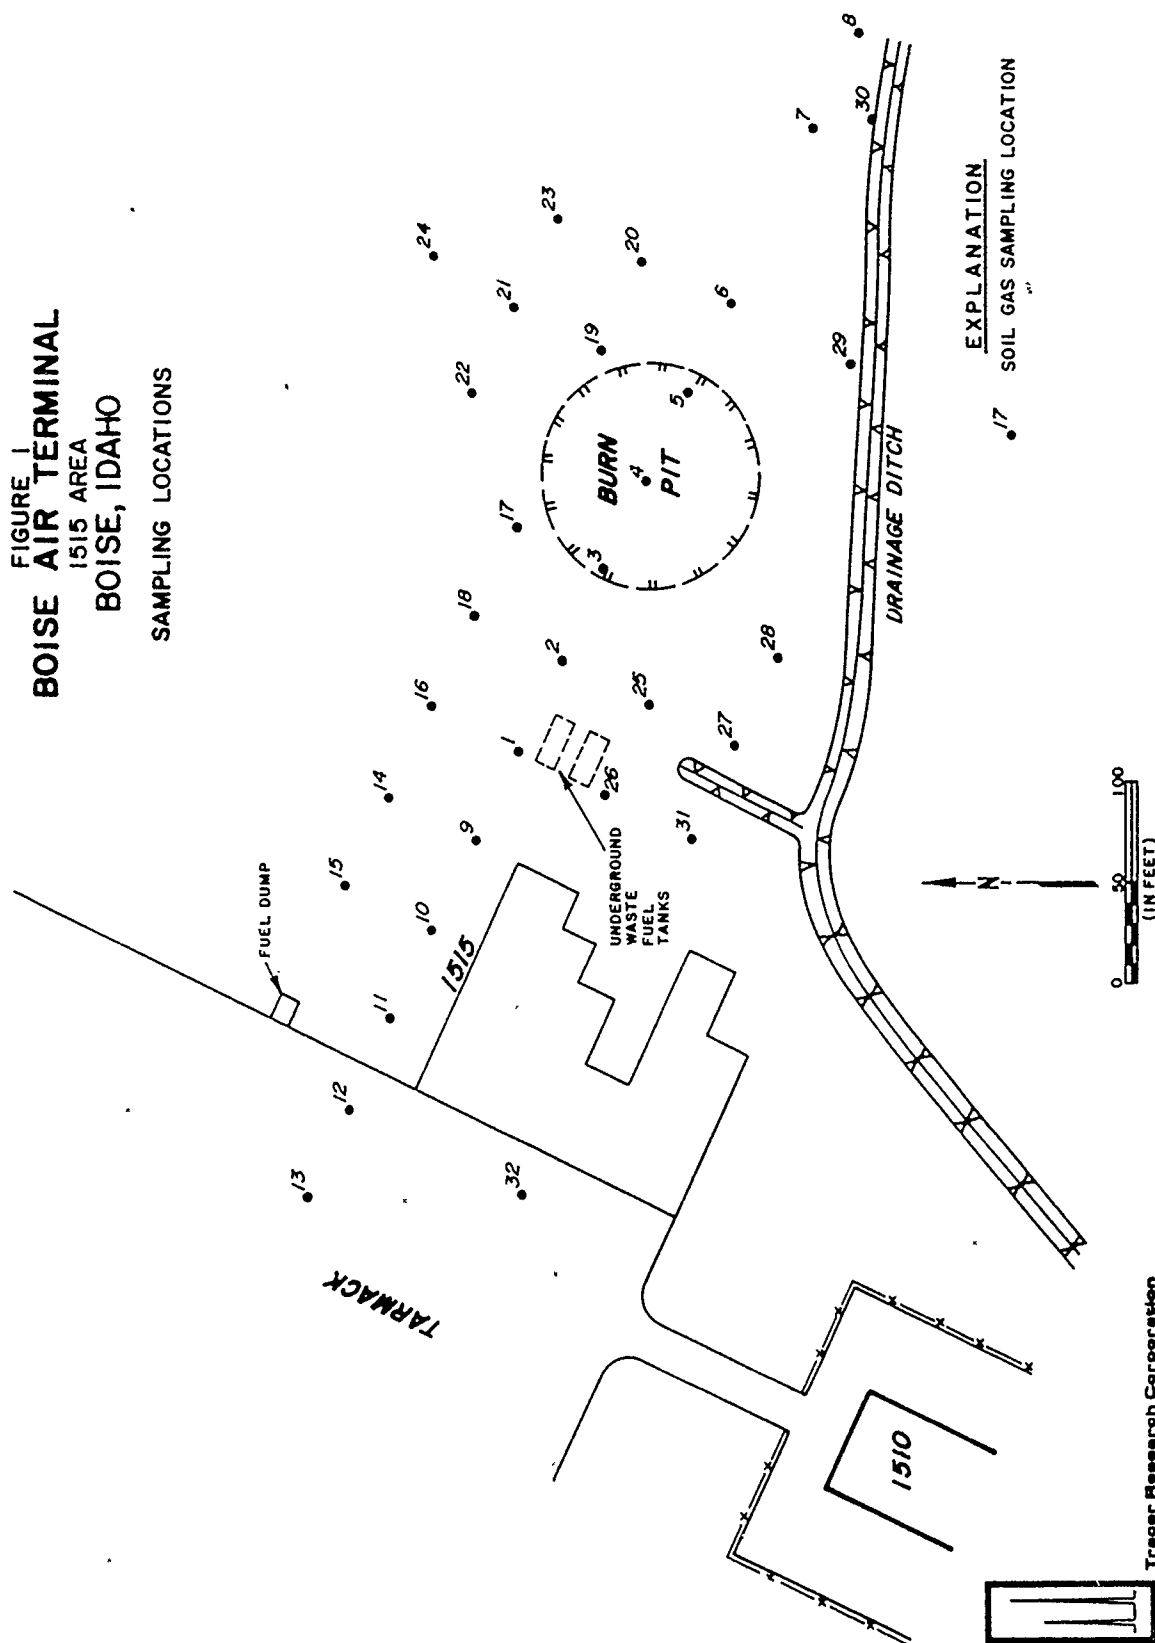 FIGURE 1
BOISE AIR TERMINAL
1515 AREA
BOISE, IDAHO
SAMPLING LOCATIONS
TARMACK
FUEL DUMP
13
12
11
15
10
14
9
16
32
1515
1
18
2
17
22
21
24
23
19
20
3
BURN
4
PIT
5
6
UNDERGROUND
WASTE
FUEL
TANKS
26
25
31
27
28
29
7
30
8
DRAINAGE DITCH
1510
N
0 50 100
(IN FEET)
EXPLANATION
17
SOIL GAS SAMPLING LOCATION
Tracer Research Corporation